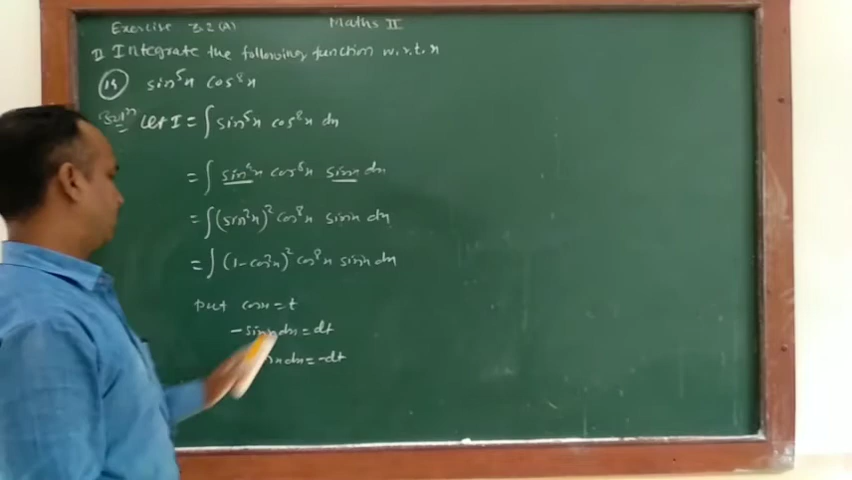 Exercise 3.2 (A) Maths II
II Integrate the following function w.r.t. x
19 sin⁵x cos⁸x
Solⁿ Let I = ∫ sin⁵x cos⁸x dx
= ∫ sin⁴x cos⁸x sinx dx
= ∫ (sin²x)² cos⁸x sinx dx
= ∫ (1-cos²x)² cos⁸x sinx dx
Put cosx = t
-sinx dx = dt
dx = -dt